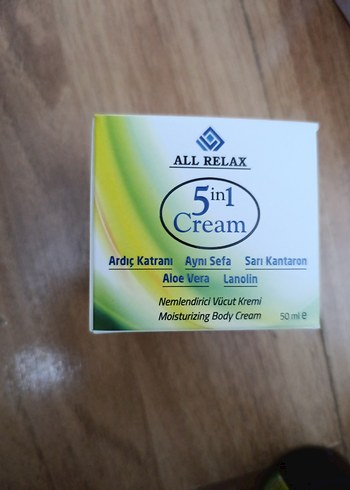 ALL RELAX
5in1
Cream
Ardıç Katranı Aynı Sefa Sarı Kantaron
Aloe Vera Lanolin
Nemlendirici Vücut Kremi
Moisturizing Body Cream 50 ml e